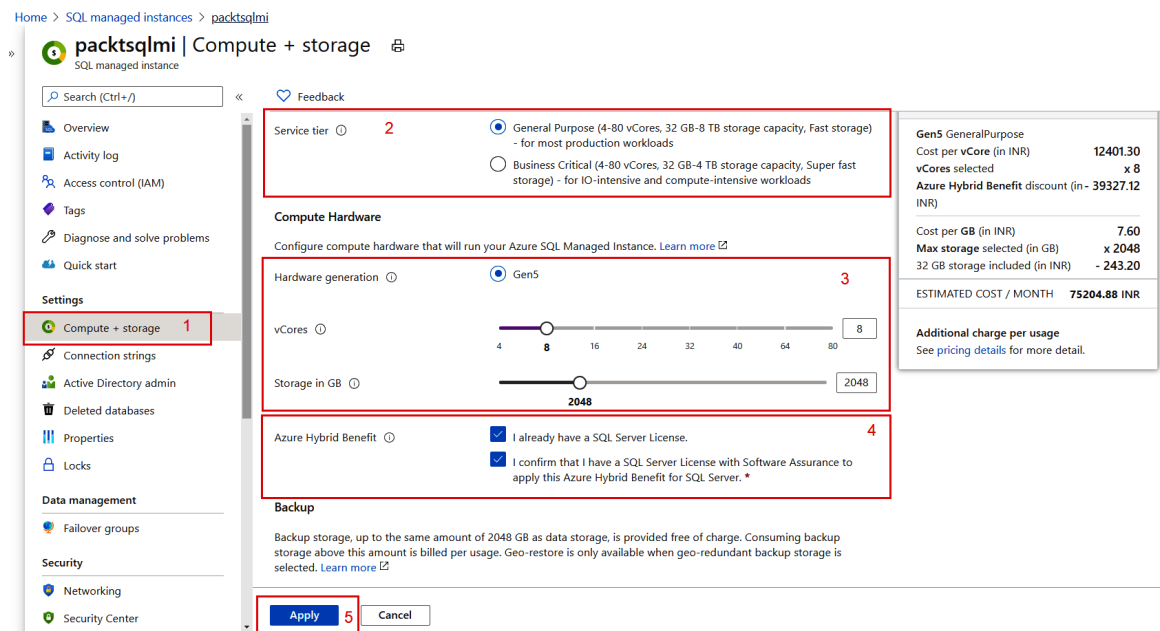 Home > SQL managed instances > packtsqlmi
»
packtsqlmi | Compute + storage
SQL managed instance
Search (Ctrl+/)
«
Overview
Activity log
Access control (IAM)
Tags
Diagnose and solve problems
Quick start
Settings
Compute + storage 1
Connection strings
Active Directory admin
Deleted databases
Properties
Locks
Data management
Failover groups
Security
Networking
Security Center
Feedback
Service tier 2
General Purpose (4-80 vCores, 32 GB-8 TB storage capacity, Fast storage)
- for most production workloads
Business Critical (4-80 vCores, 32 GB-4 TB storage capacity, Super fast
storage) - for IO-intensive and compute-intensive workloads
Compute Hardware
Configure compute hardware that will run your Azure SQL Managed Instance. Learn more
Hardware generation Gen5 3
vCores 8
4 8 16 24 32 40 64 80
Storage in GB 2048
2048
Azure Hybrid Benefit I already have a SQL Server License. 4
I confirm that I have a SQL Server License with Software Assurance to
apply this Azure Hybrid Benefit for SQL Server. *
Backup
Backup storage, up to the same amount of 2048 GB as data storage, is provided free of charge. Consuming backup
storage above this amount is billed per usage. Geo-restore is only available when geo-redundant backup storage is
selected. Learn more
Apply 5 Cancel
Gen5 GeneralPurpose
Cost per vCore (in INR) 12401.30
vCores selected x 8
Azure Hybrid Benefit discount (in - 39327.12
INR)
Cost per GB (in INR) 7.60
Max storage selected (in GB) x 2048
32 GB storage included (in INR) - 243.20
ESTIMATED COST / MONTH 75204.88 INR
Additional charge per usage
See pricing details for more detail.